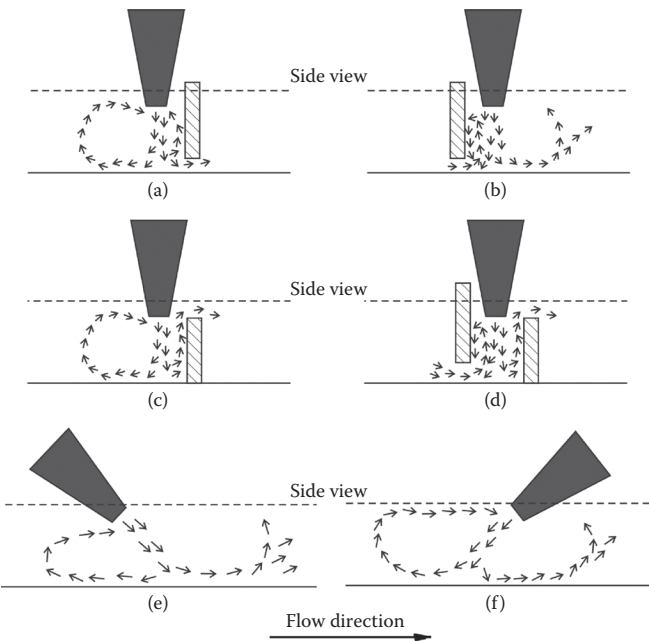 Side view
(a)
(b)
Side view
(c)
(d)
Side view
(e)
(f)
Flow direction